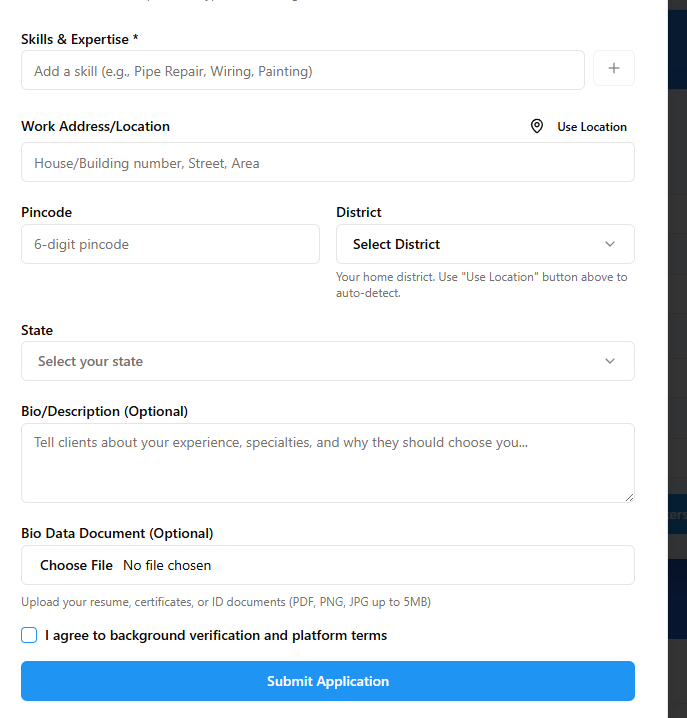 Skills & Expertise *
Add a skill (e.g., Pipe Repair, Wiring, Painting)
Work Address/Location
Use Location
House/Building number, Street, Area
Pincode
District
6-digit pincode
Select District
Your home district. Use "Use Location" button above to
auto-detect.
State
Select your state
Bio/Description (Optional)
Tell clients about your experience, specialties, and why they should choose you...
Bio Data Document (Optional)
Choose File No file chosen
Upload your resume, certificates, or ID documents (PDF, PNG, JPG up to 5MB)
I agree to background verification and platform terms
Submit Application